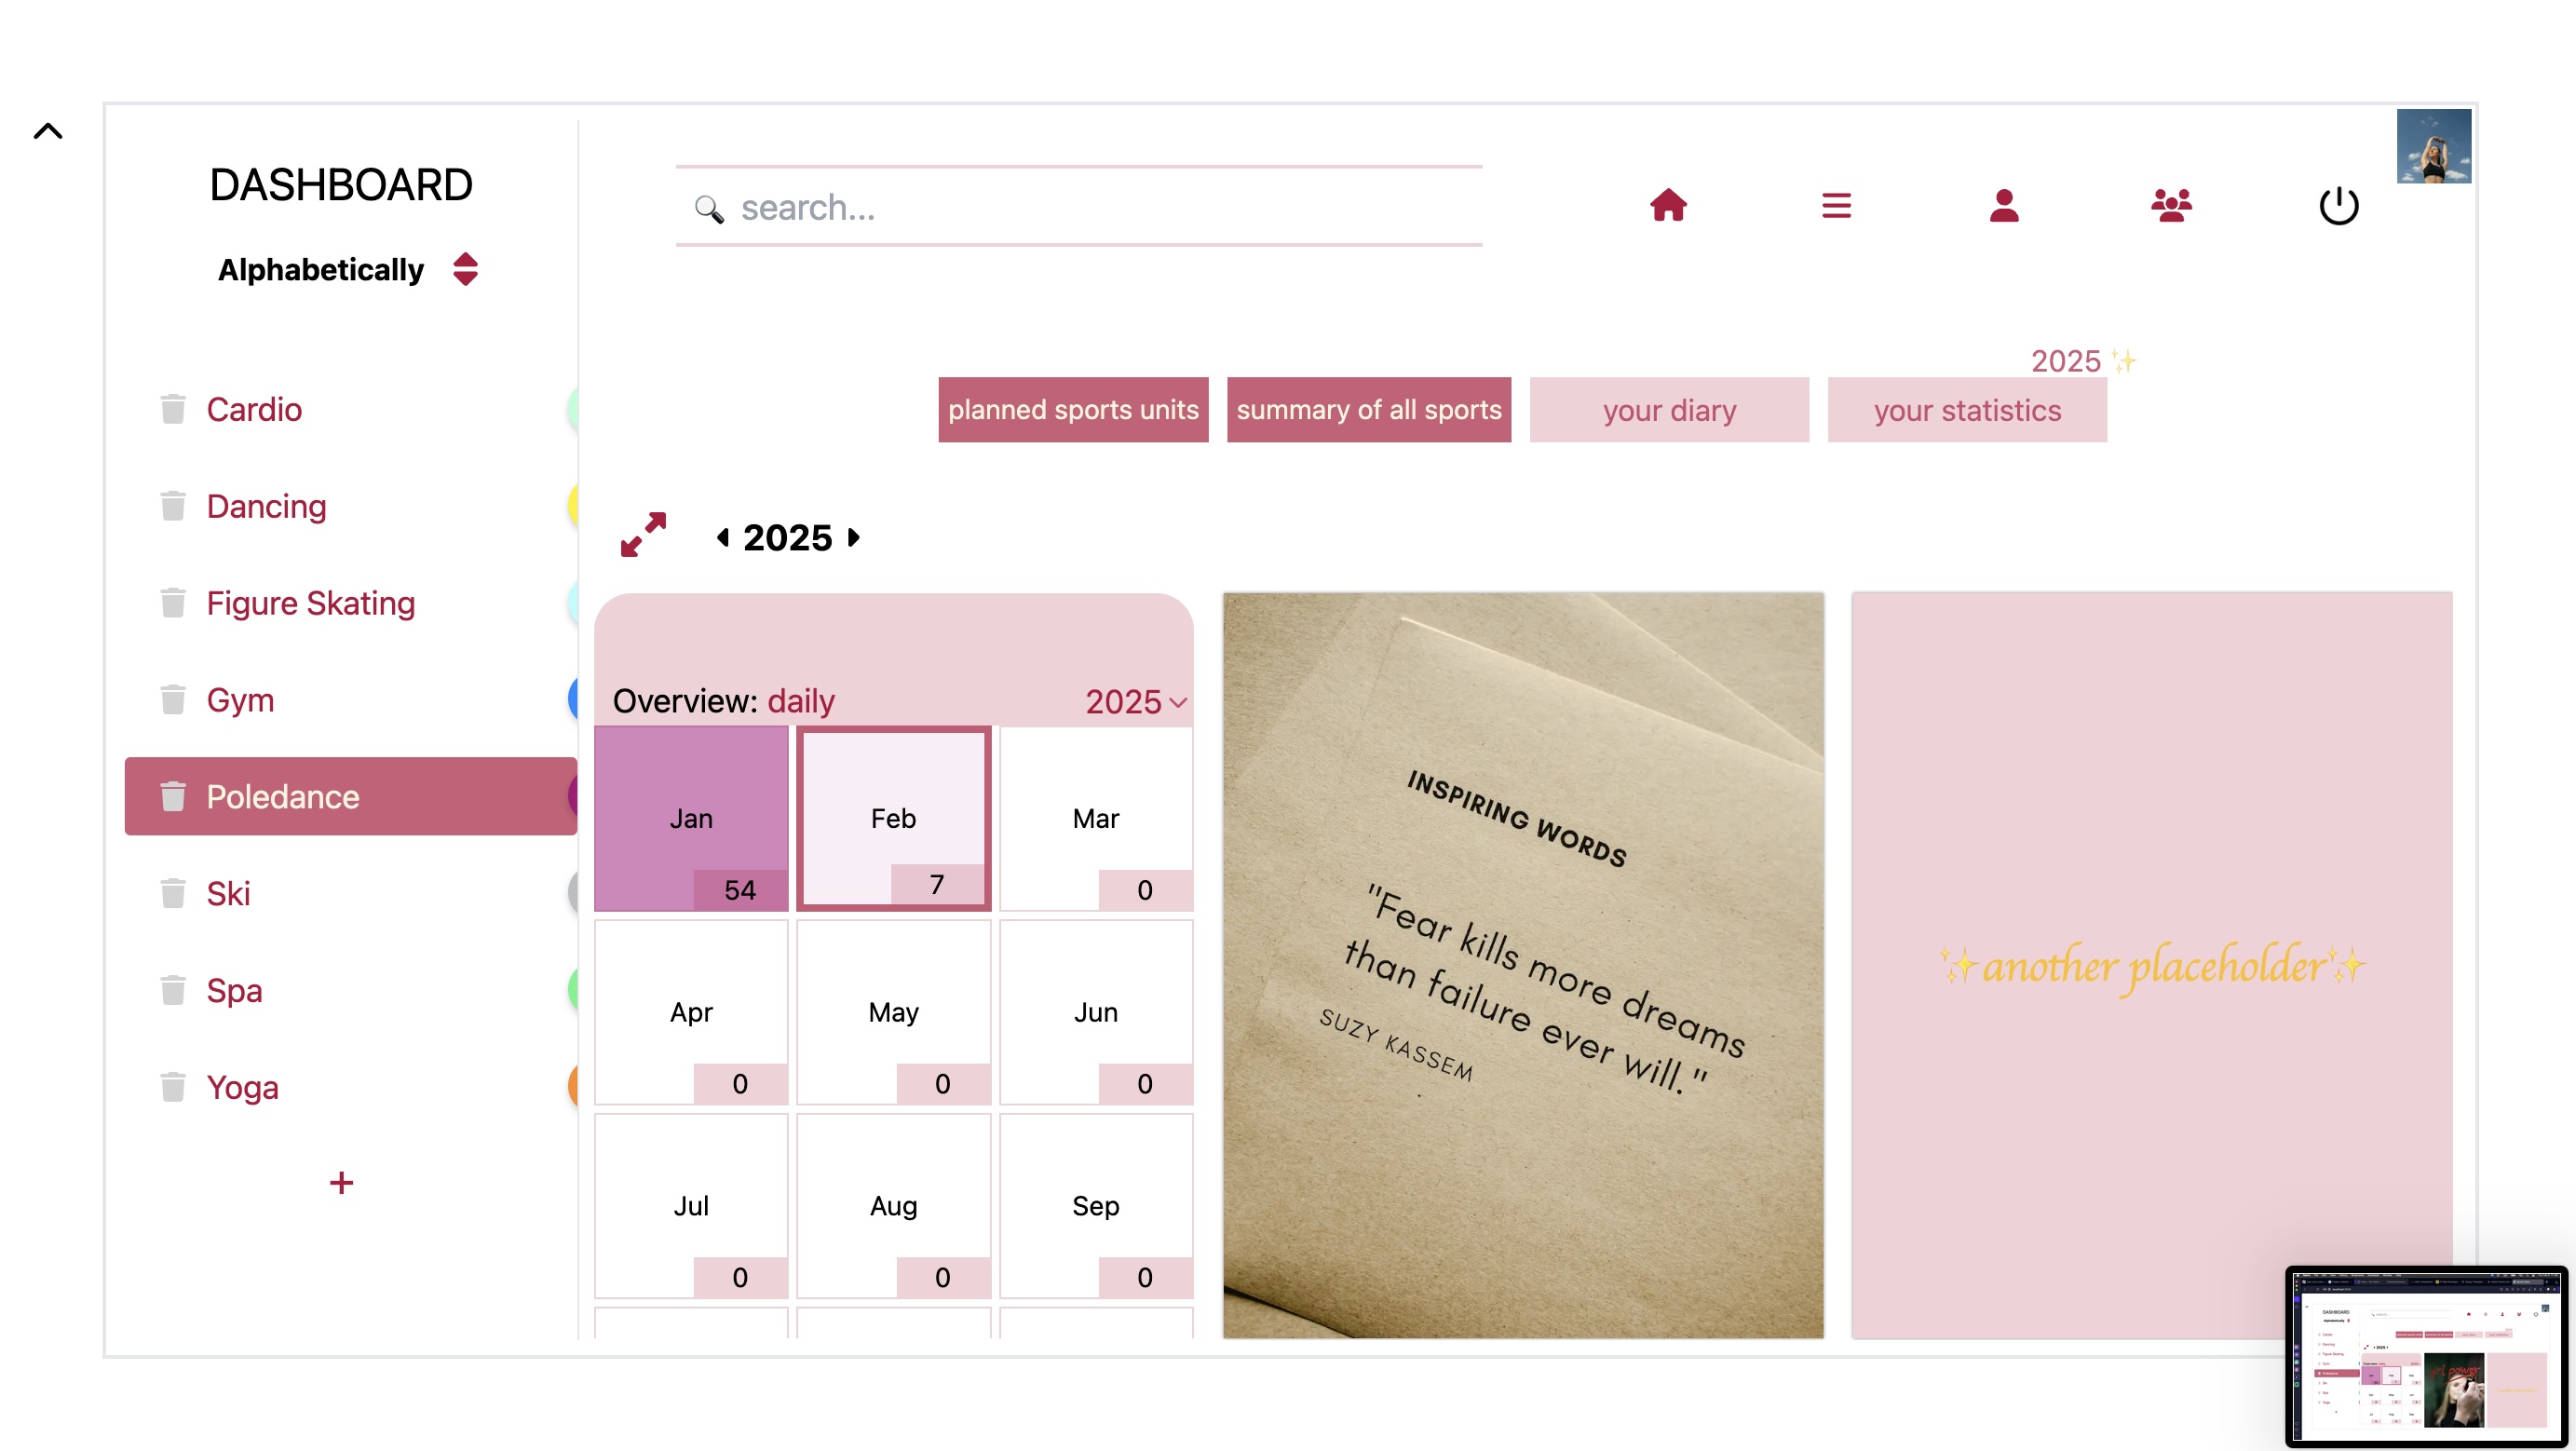 DASHBOARD
Alphabetically
Cardio
Dancing
Figure Skating
Gym
Poledance
Ski
Spa
Yoga
+
search...
2025
planned sports units
summary of all sports
your diary
your statistics
2025
Overview: daily
2025
Jan
54
Feb
7
Mar
0
Apr
0
May
0
Jun
0
Jul
0
Aug
0
Sep
0
INSPIRING WORDS
"Fear kills more dreams
than failure ever will."
SUZY KASSEM
another placeholder